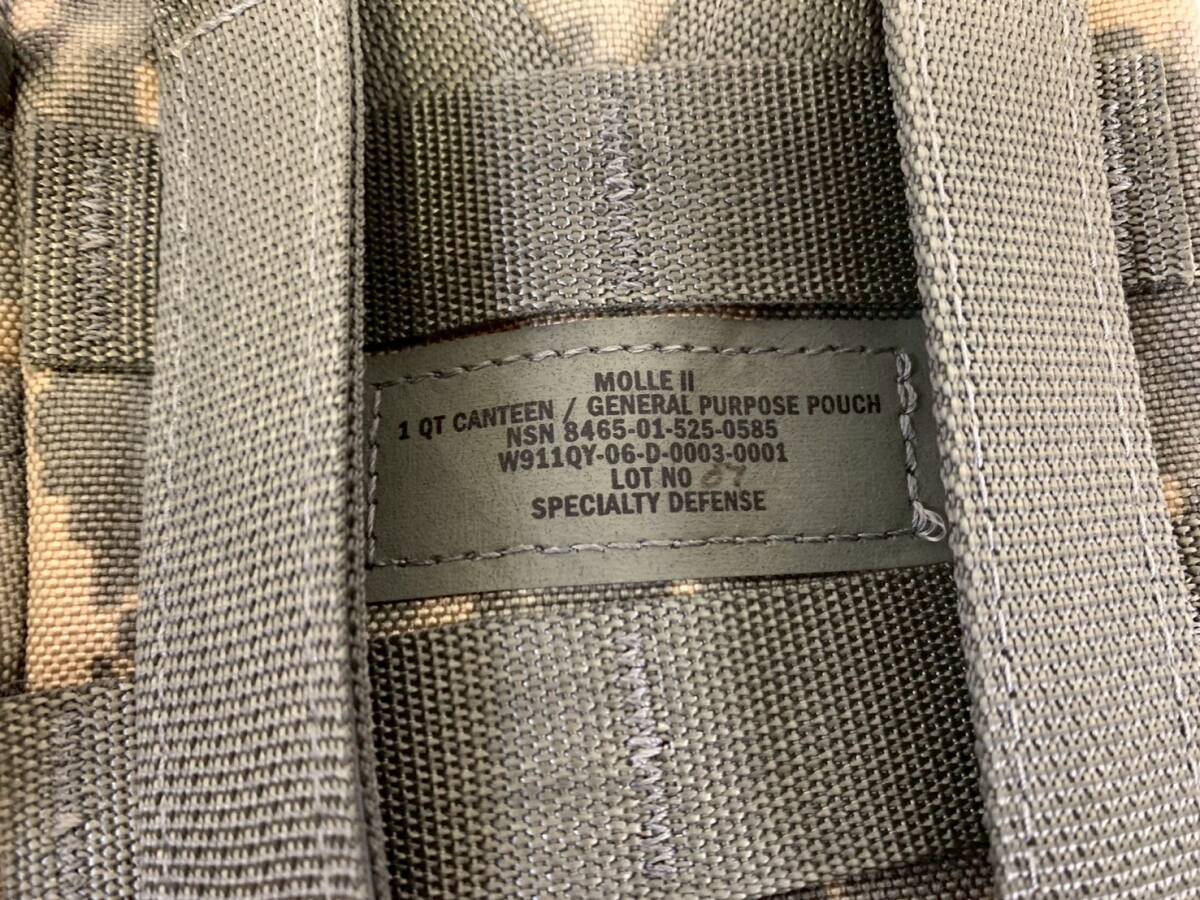 MOLLE II
1 QT CANTEEN / GENERAL PURPOSE POUCH
NSN 8465-01-525-0585
W911QY-06-D-0003-0001
LOT NO 07
SPECIALTY DEFENSE